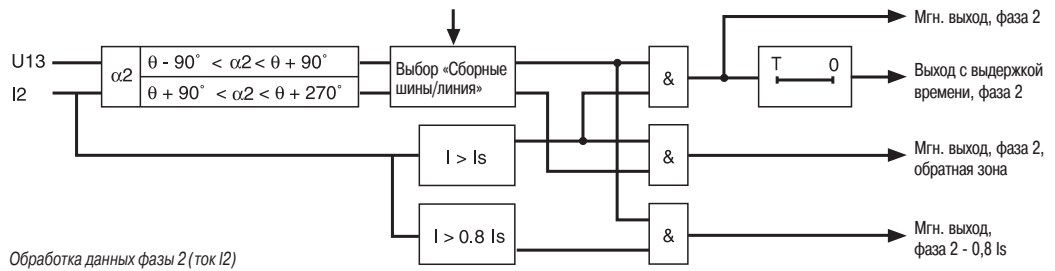 Мгн. выход, фаза 2
U13
I2
α2
θ - 90° < α2 < θ + 90°
θ + 90° < α2 < θ + 270°
Выбор «Сборные
шины/линия»
&
T 0
Выход с выдержкой
времени, фаза 2
I > Is
&
Мгн. выход, фаза 2,
обратная зона
I > 0.8 Is
&
Мгн. выход,
фаза 2 - 0,8 Is
Обработка данных фазы 2 (ток I2)